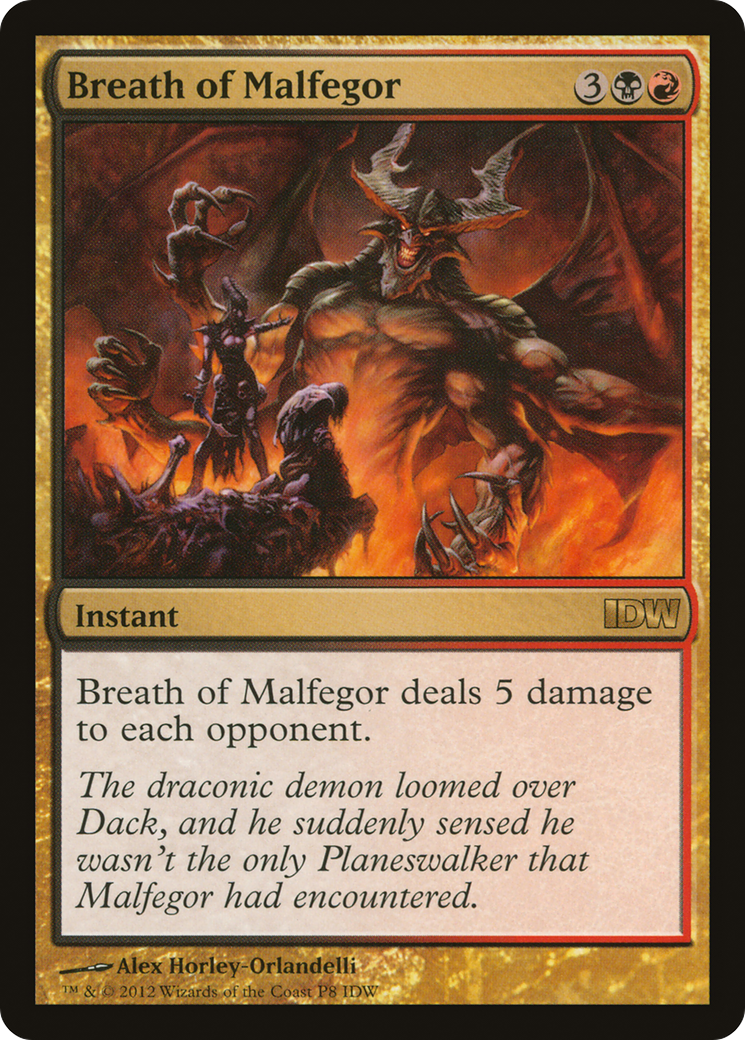 Breath of Malfegor 3
Instant IDW
Breath of Malfegor deals 5 damage
to each opponent.
The draconic demon loomed over
Dack, and he suddenly sensed he
wasn't the only Planeswalker that
Malfegor had encountered.
Alex Horley-Orlandelli
™ & © 2012 Wizards of the Coast P8 IDW